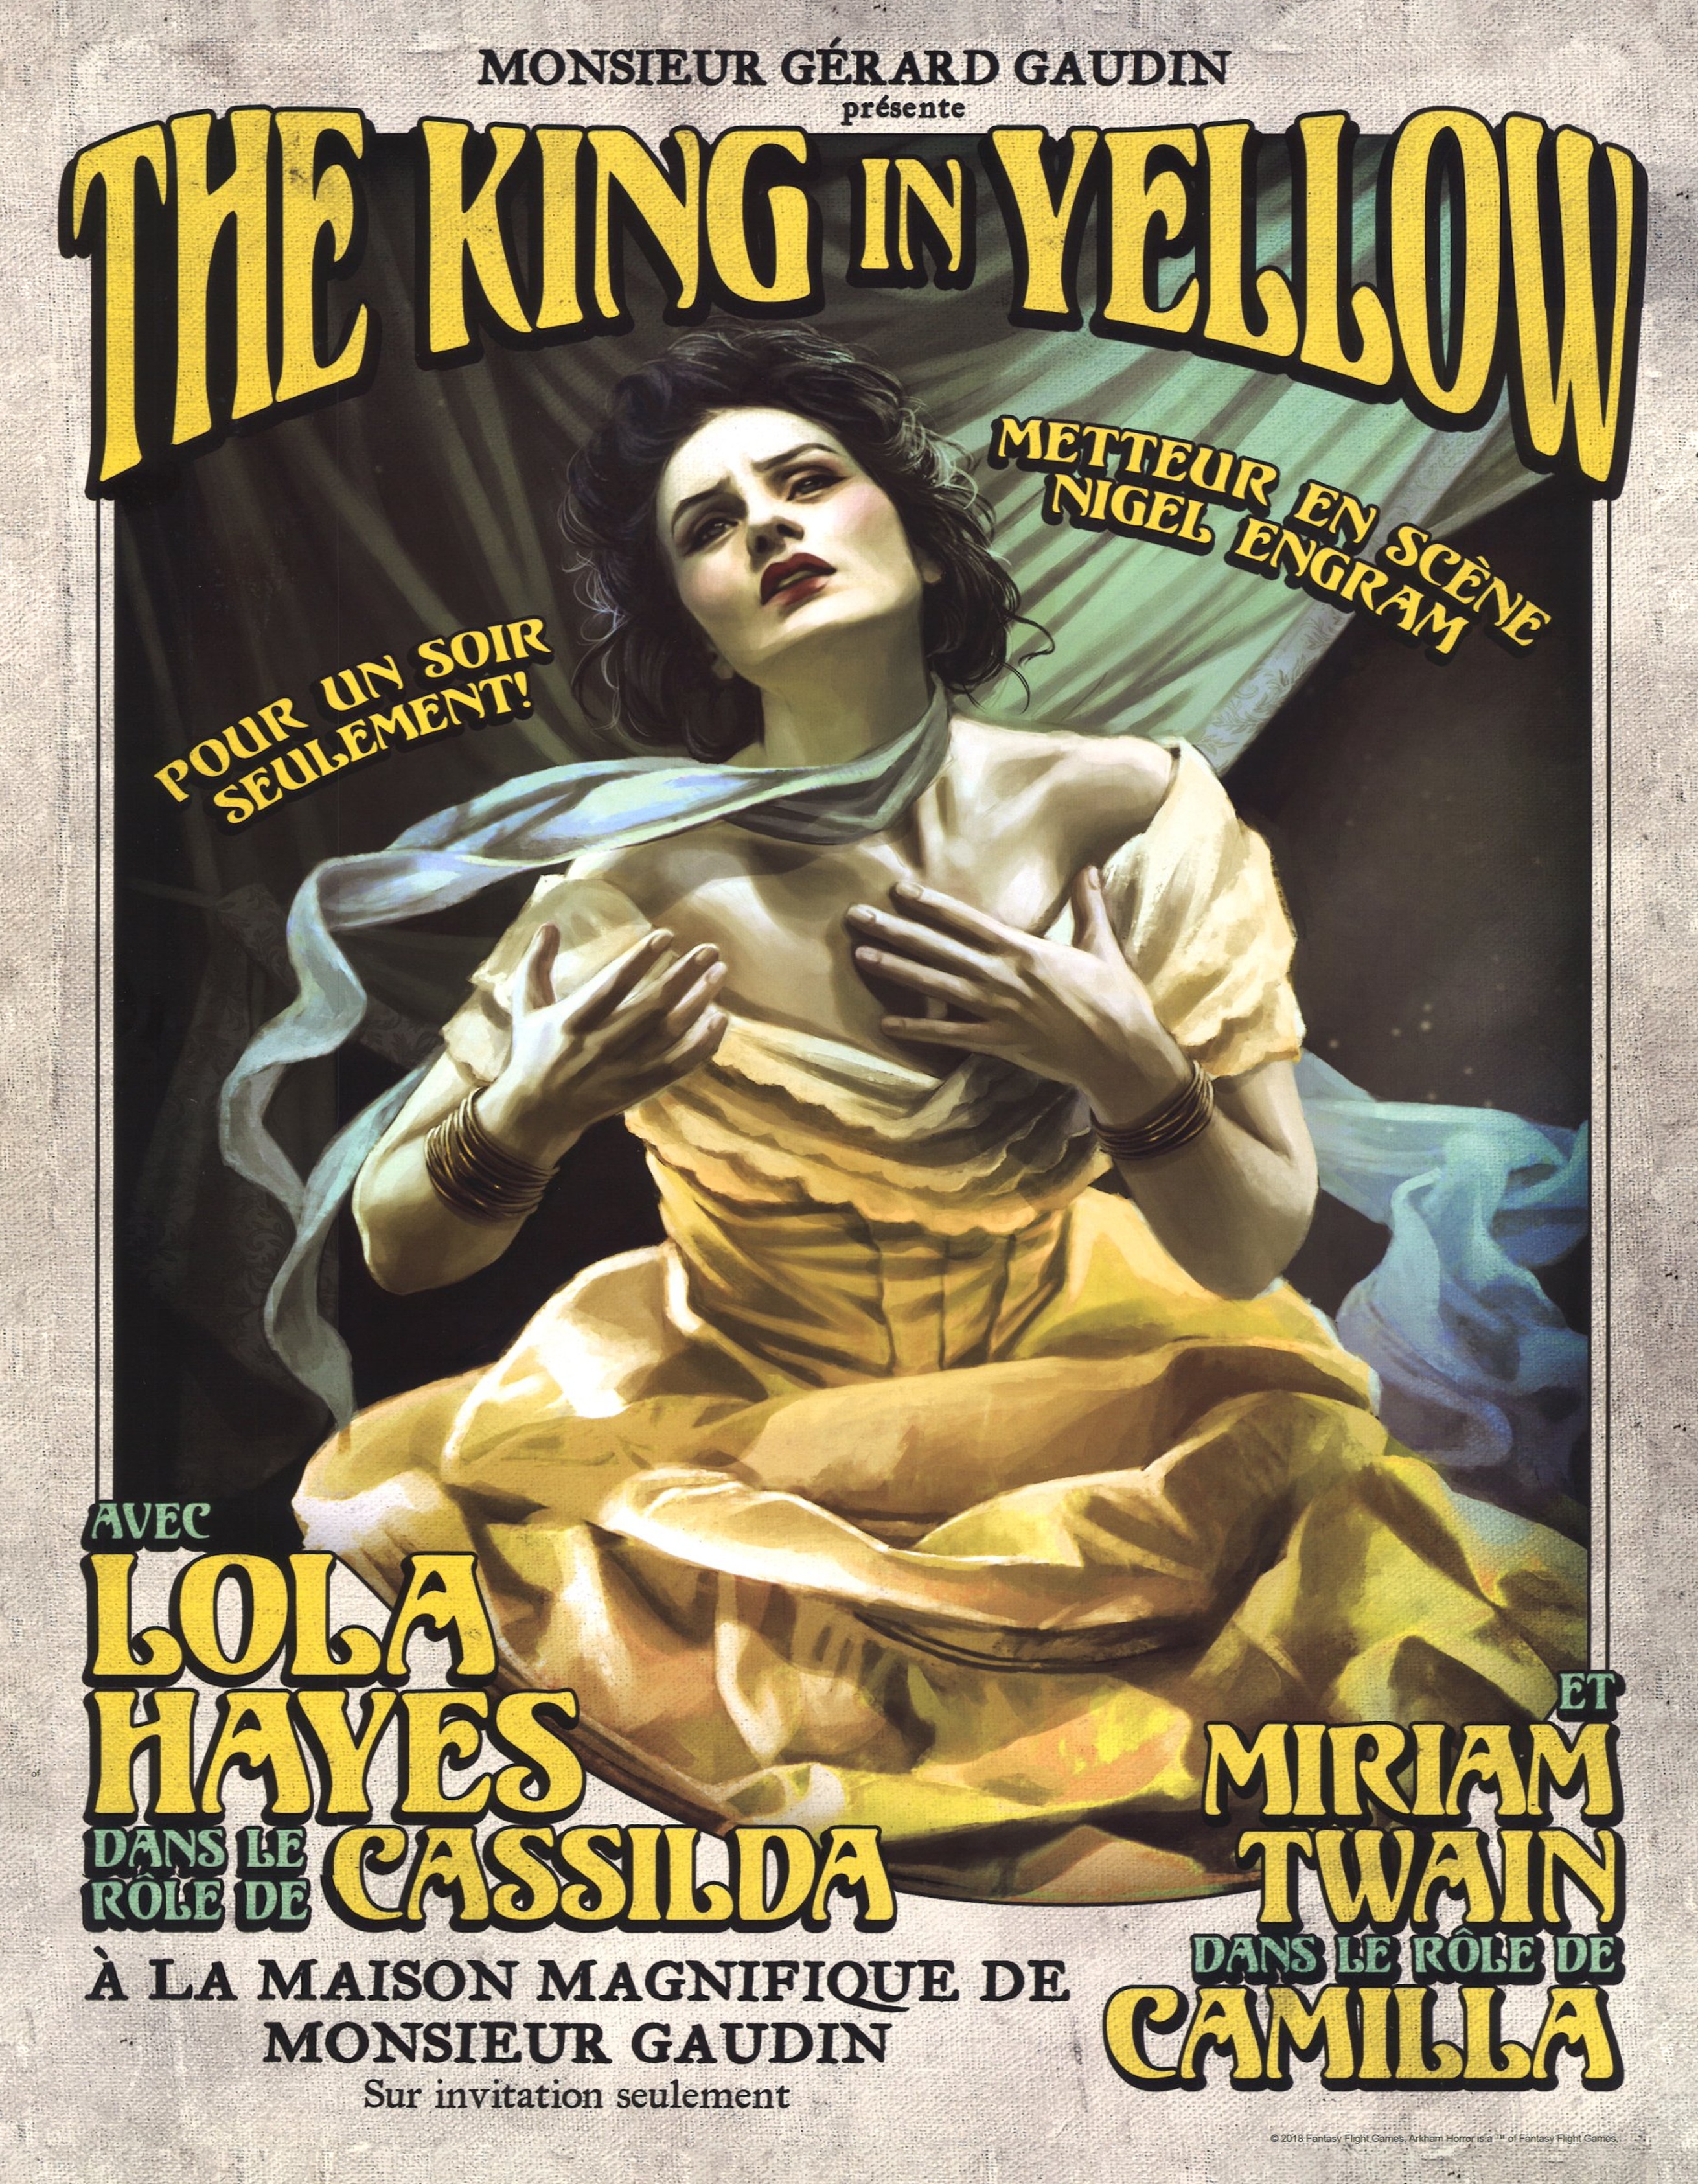 MONSIEUR GÉRARD GAUDIN
présente
THE KING IN YELLOW
METTEUR EN SCÈNE
NIGEL ENGRAM
POUR UN SOIR
SEULEMENT!
AVEC
LOLA
HAYES
DANS LE
RÔLE DE CASSILDA
ET
MIRIAM
TWAIN
DANS LE RÔLE DE
CAMILLA
À LA MAISON MAGNIFIQUE DE
MONSIEUR GAUDIN
Sur invitation seulement
of
© 2018 Fantasy Flight Games. Arkham Horror is a ™ of Fantasy Flight Games.